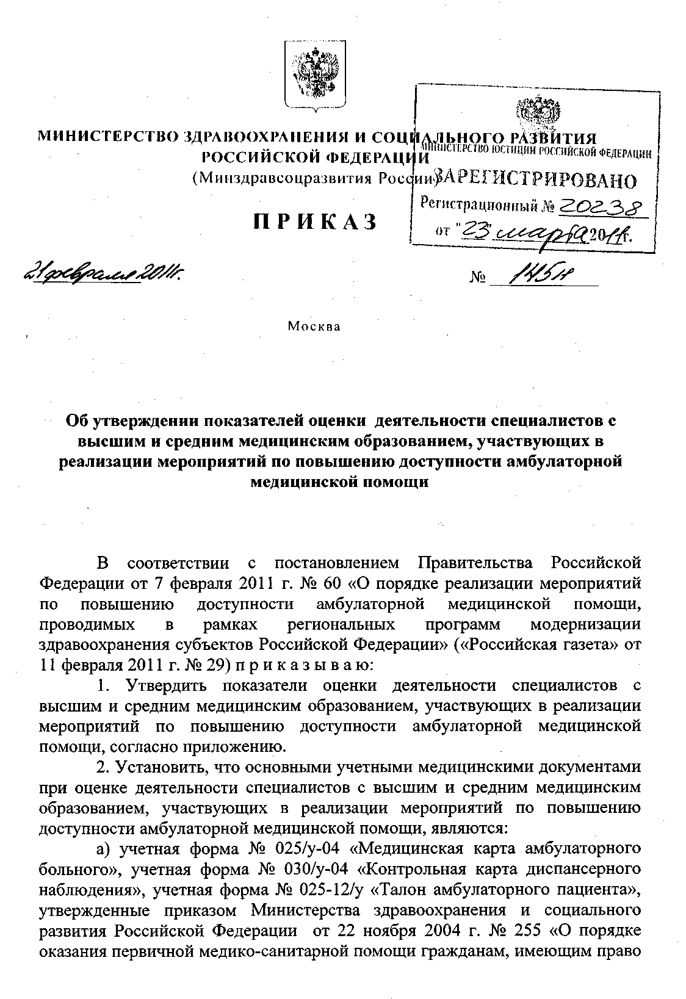 МИНИСТЕРСТВО ЗДРАВООХРАНЕНИЯ И СОЦИАЛЬНОГО РАЗВИТИЯ
РОССИЙСКОЙ ФЕДЕРАЦИИ
(Минздравсоцразвития России)
МИНИСТЕРСТВО ЮСТИЦИИ РОССИЙСКОЙ ФЕДЕРАЦИИ
ЗАРЕГИСТРИРОВАНО
Регистрационный № 20238
от "23" марта 2011г.
ПРИКАЗ
21 февраля 2011г.
№ 145н
Москва
Об утверждении показателей оценки деятельности специалистов с
высшим и средним медицинским образованием, участвующих в
реализации мероприятий по повышению доступности амбулаторной
медицинской помощи
В соответствии с постановлением Правительства Российской
Федерации от 7 февраля 2011 г. № 60 «О порядке реализации мероприятий
по повышению доступности амбулаторной медицинской помощи,
проводимых в рамках региональных программ модернизации
здравоохранения субъектов Российской Федерации» («Российская газета» от
11 февраля 2011 г. № 29) п р и к а з ы в а ю:
1. Утвердить показатели оценки деятельности специалистов с
высшим и средним медицинским образованием, участвующих в реализации
мероприятий по повышению доступности амбулаторной медицинской
помощи, согласно приложению.
2. Установить, что основными учетными медицинскими документами
при оценке деятельности специалистов с высшим и средним медицинским
образованием, участвующих в реализации мероприятий по повышению
доступности амбулаторной медицинской помощи, являются:
а) учетная форма № 025/у-04 «Медицинская карта амбулаторного
больного», учетная форма № 030/у-04 «Контрольная карта диспансерного
наблюдения», учетная форма № 025-12/у «Талон амбулаторного пациента»,
утвержденные приказом Министерства здравоохранения и социального
развития Российской Федерации от 22 ноября 2004 г. № 255 «О порядке
оказания первичной медико-санитарной помощи гражданам, имеющим право